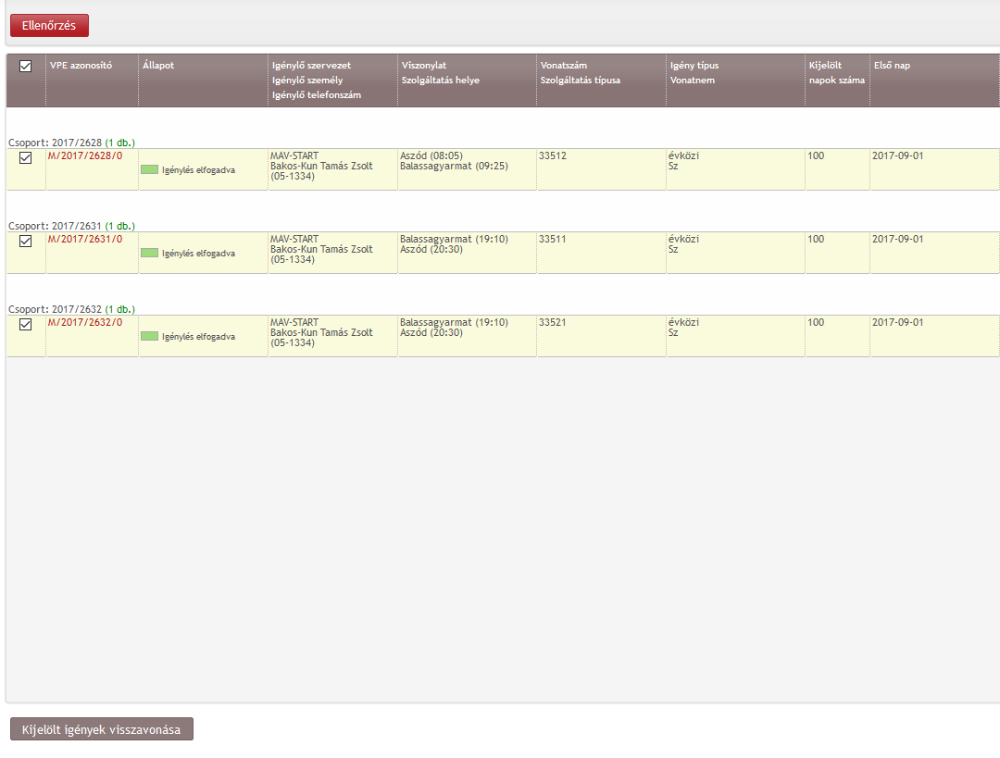 Ellenőrzés
VPE azonosító Állapot Igénylő szervezet Viszonylat Vonatszám Igény típus Kijelölt Első nap
Igénylő személy Szolgáltatás helye Szolgáltatás típusa Vonatnem napok száma
Igénylő telefonszám
Csoport: 2017/2628 (1 db.)
M/2017/2628/0 MAV-START Aszód (08:05) 33512 évközi 100 2017-09-01
Igénylés elfogadva Bakos-Kun Tamás Zsolt Balassagyarmat (09:25) Sz
(05-1334)
Csoport: 2017/2631 (1 db.)
M/2017/2631/0 MAV-START Balassagyarmat (19:10) 33511 évközi 100 2017-09-01
Igénylés elfogadva Bakos-Kun Tamás Zsolt Aszód (20:30) Sz
(05-1334)
Csoport: 2017/2632 (1 db.)
M/2017/2632/0 MAV-START Balassagyarmat (19:10) 33521 évközi 100 2017-09-01
Igénylés elfogadva Bakos-Kun Tamás Zsolt Aszód (20:30) Sz
(05-1334)
Kijelölt igények visszavonása